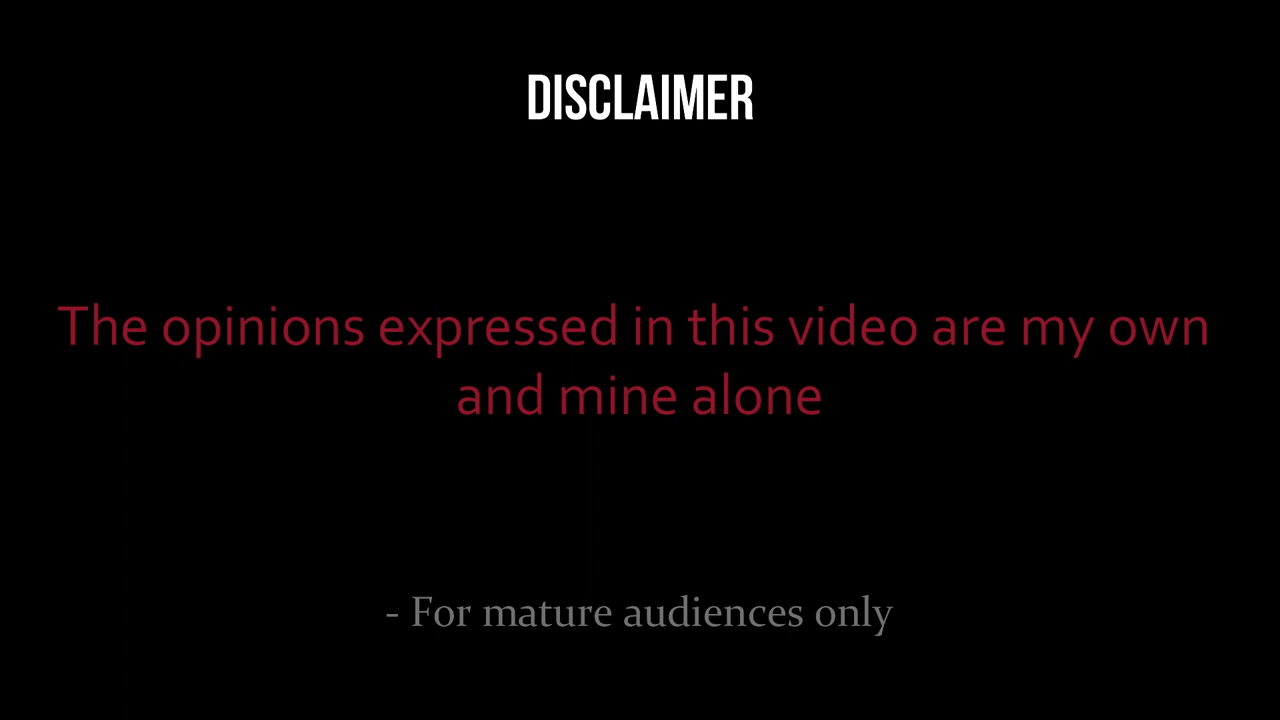 DISCLAIMER
The opinions expressed in this video are my own
and mine alone
- For mature audiences only